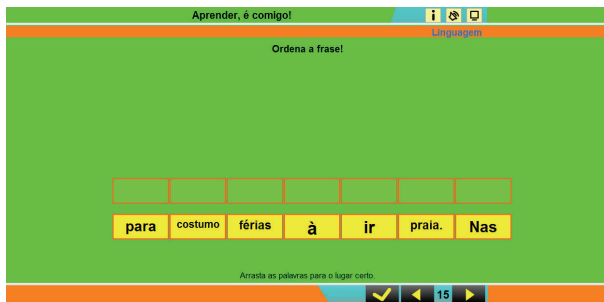 Aprender, é comigo!
i
Linguagem
Ordena a frase!
para costumo férias à ir praia. Nas
Arrasta as palavras para o lugar certo.
15